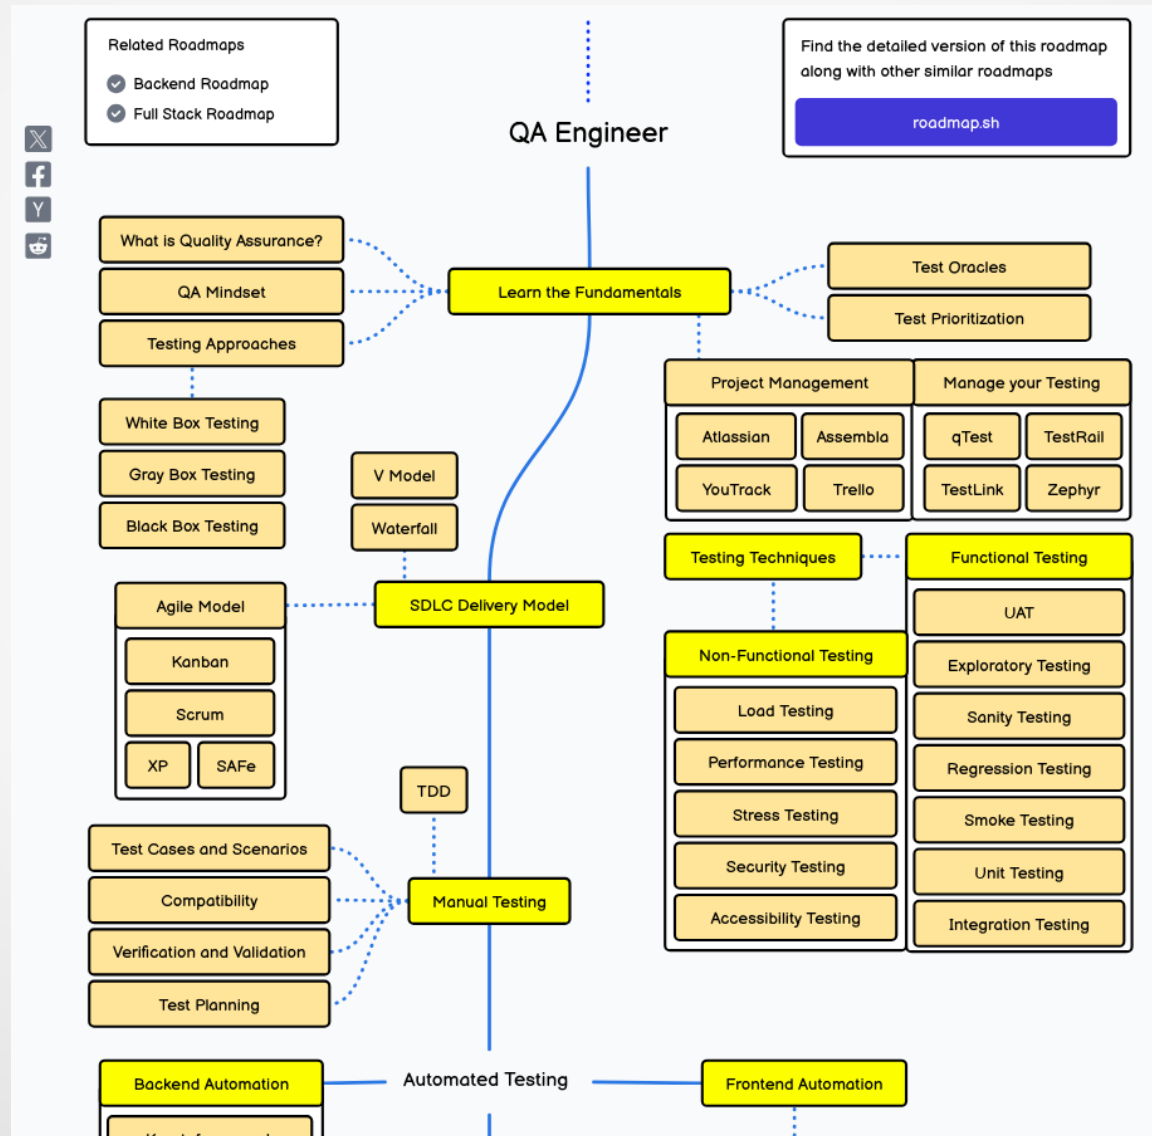 Related Roadmaps
Backend Roadmap
Full Stack Roadmap
Find the detailed version of this roadmap
along with other similar roadmaps
roadmap.sh
QA Engineer
What is Quality Assurance?
QA Mindset
Testing Approaches
Learn the Fundamentals
Test Oracles
Test Prioritization
White Box Testing
Gray Box Testing
Black Box Testing
Project Management
Atlassian
Assembla
YouTrack
Trello
Manage your Testing
qTest
TestRail
TestLink
Zephyr
V Model
Waterfall
SDLC Delivery Model
Agile Model
Kanban
Scrum
XP
SAFe
Testing Techniques
Functional Testing
UAT
Exploratory Testing
Sanity Testing
Regression Testing
Smoke Testing
Unit Testing
Integration Testing
Non-Functional Testing
Load Testing
Performance Testing
Stress Testing
Security Testing
Accessibility Testing
TDD
Manual Testing
Test Cases and Scenarios
Compatibility
Verification and Validation
Test Planning
Backend Automation
Automated Testing
Frontend Automation